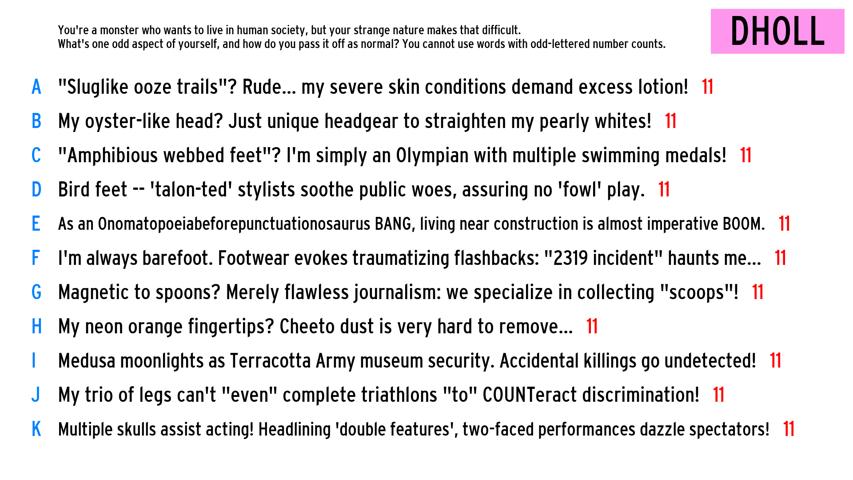 You're a monster who wants to live in human society, but your strange nature makes that difficult.
What's one odd aspect of yourself, and how do you pass it off as normal? You cannot use words with odd-lettered number counts.
DHOLL
A "Sluglike ooze trails"? Rude... my severe skin conditions demand excess lotion! 11
B My oyster-like head? Just unique headgear to straighten my pearly whites! 11
C "Amphibious webbed feet"? I'm simply an Olympian with multiple swimming medals! 11
D Bird feet -- 'talon-ted' stylists soothe public woes, assuring no 'fowl' play. 11
E As an Onomatopoeiabeforepunctuationosaurus BANG, living near construction is almost imperative BOOM. 11
F I'm always barefoot. Footwear evokes traumatizing flashbacks: "2319 incident" haunts me... 11
G Magnetic to spoons? Merely flawless journalism: we specialize in collecting "scoops"! 11
H My neon orange fingertips? Cheeto dust is very hard to remove... 11
I Medusa moonlights as Terracotta Army museum security. Accidental killings go undetected! 11
J My trio of legs can't "even" complete triathlons "to" COUNTeract discrimination! 11
K Multiple skulls assist acting! Headlining 'double features', two-faced performances dazzle spectators! 11